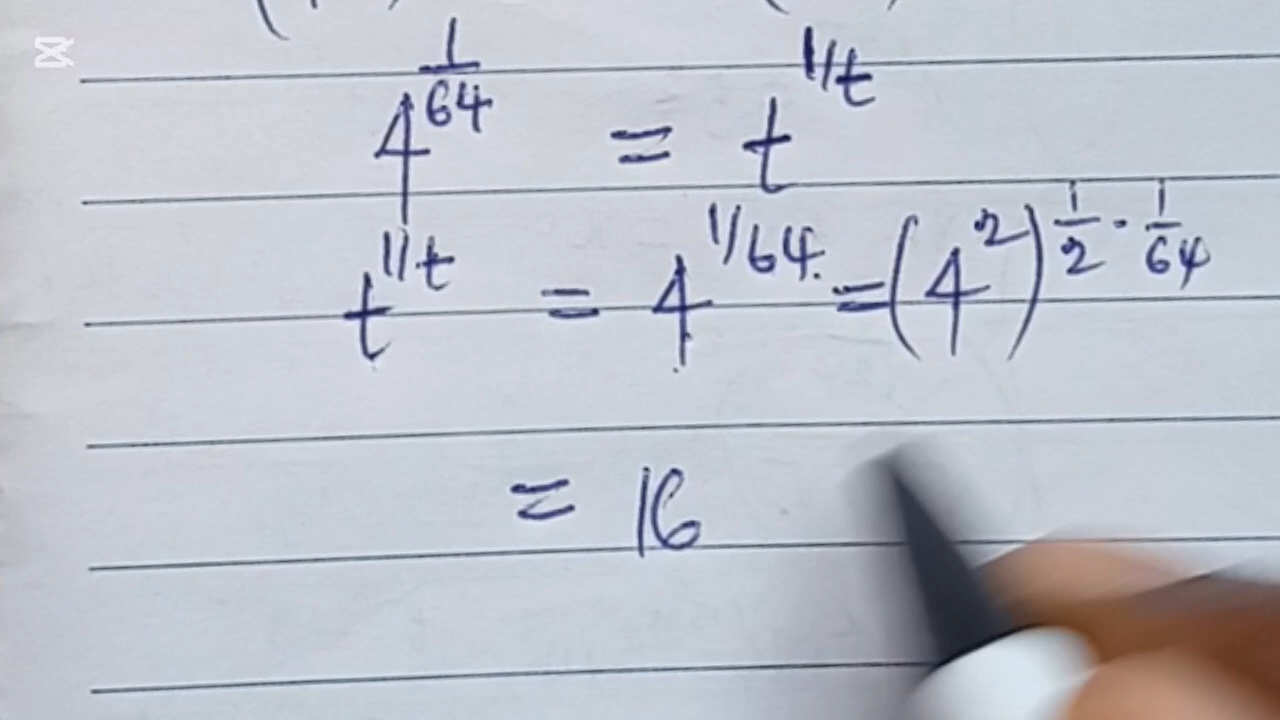 4^(1/64) = t^(1/t)
t^(1/t) = 4^(1/64) = (4^2)^(1/2 · 1/64)
= 16